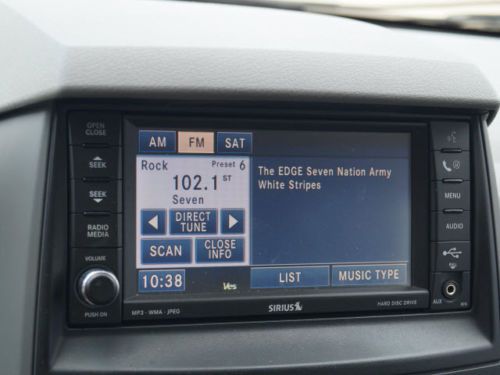 OPEN
CLOSE
SEEK
SEEK
RADIO
MEDIA
VOLUME
PUSH ON
AM
FM
SAT
Rock
Preset 6
102.1 ST
Seven
DIRECT
TUNE
SCAN
CLOSE
INFO
10:38
The EDGE Seven Nation Army
White Stripes
Yes
LIST
MUSIC TYPE
MP3 · WMA · JPEG
SIRIUS
HARD DISC DRIVE
MENU
AUDIO
AUX